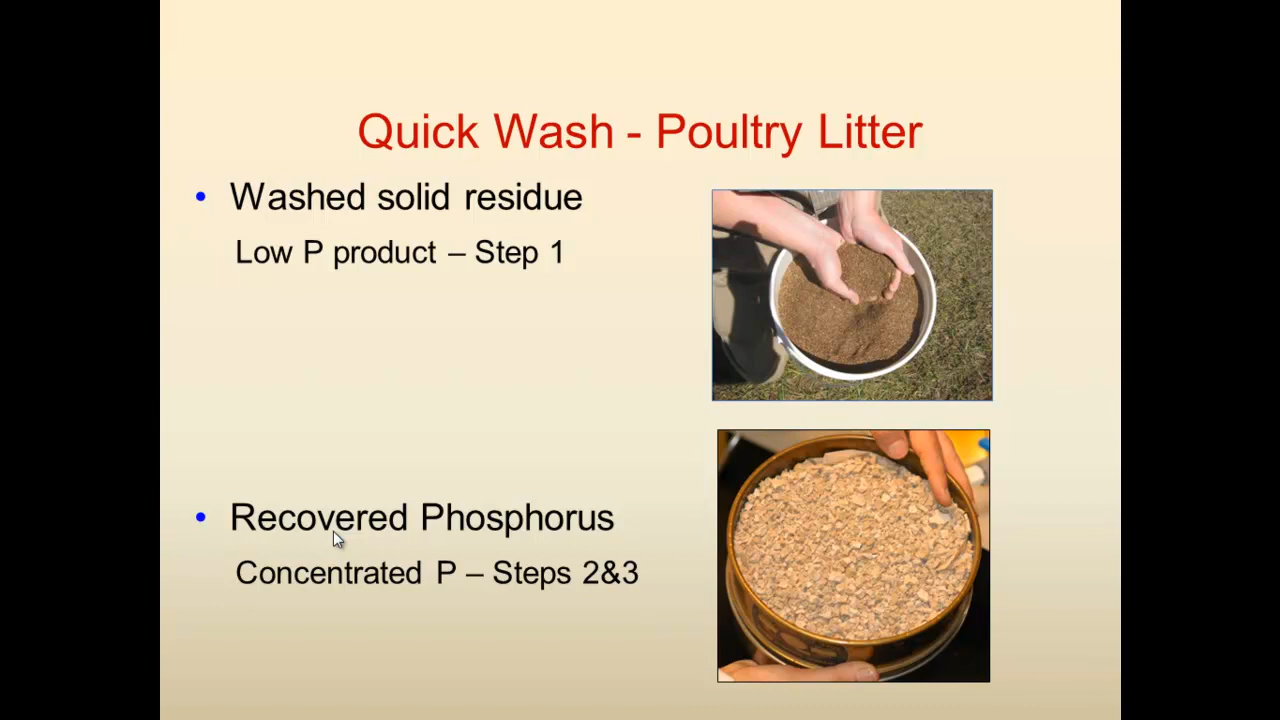 Quick Wash - Poultry Litter
• Washed solid residue
Low P product – Step 1
• Recovered Phosphorus
Concentrated P – Steps 2&3